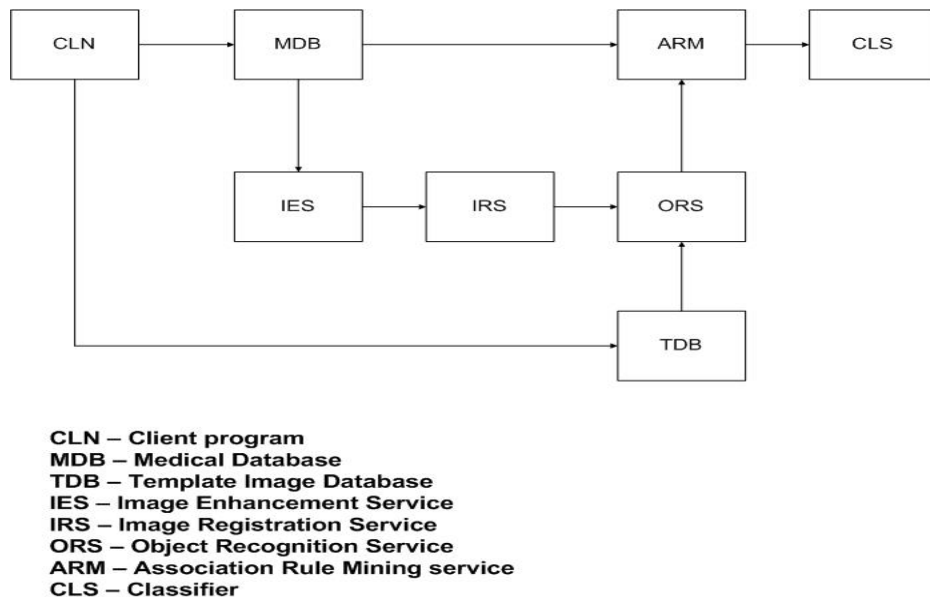 CLN
MDB
ARM
CLS
IES
IRS
ORS
TDB
CLN – Client program
MDB – Medical Database
TDB – Template Image Database
IES – Image Enhancement Service
IRS – Image Registration Service
ORS – Object Recognition Service
ARM – Association Rule Mining service
CLS – Classifier